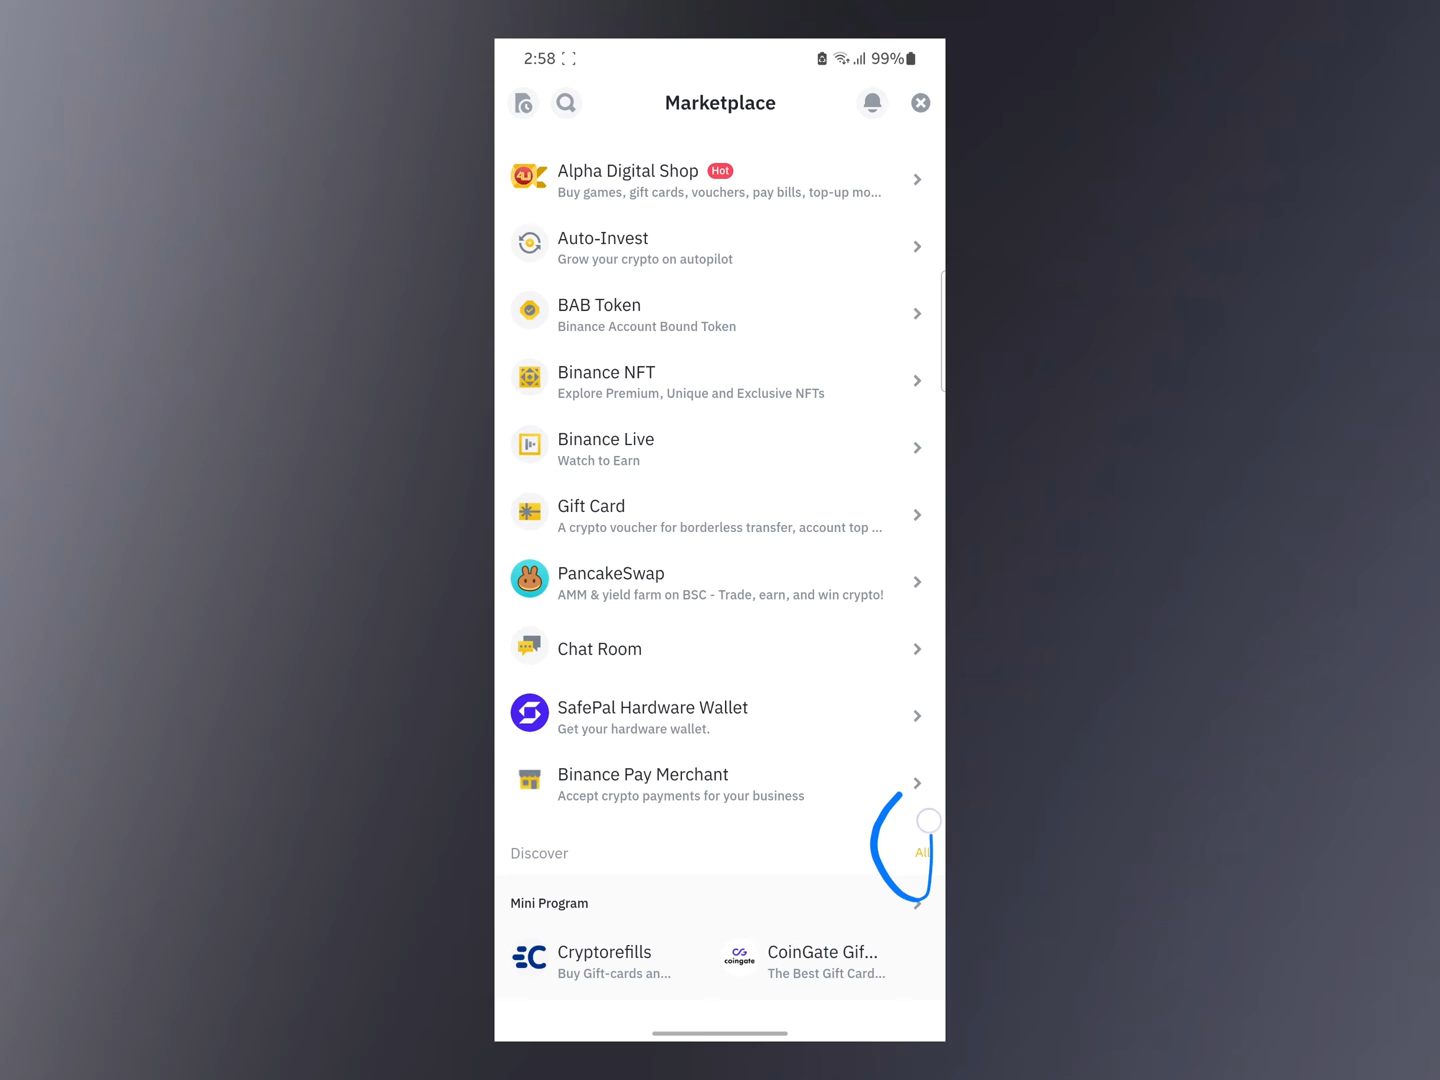 2:58 99%
Marketplace
Alpha Digital Shop Hot
Buy games, gift cards, vouchers, pay bills, top-up mo...
Auto-Invest
Grow your crypto on autopilot
BAB Token
Binance Account Bound Token
Binance NFT
Explore Premium, Unique and Exclusive NFTs
Binance Live
Watch to Earn
Gift Card
A crypto voucher for borderless transfer, account top ...
PancakeSwap
AMM & yield farm on BSC - Trade, earn, and win crypto!
Chat Room
SafePal Hardware Wallet
Get your hardware wallet.
Binance Pay Merchant
Accept crypto payments for your business
Discover All
Mini Program
Cryptorefills
Buy Gift-cards an...
coingate
CoinGate Gif...
The Best Gift Card...